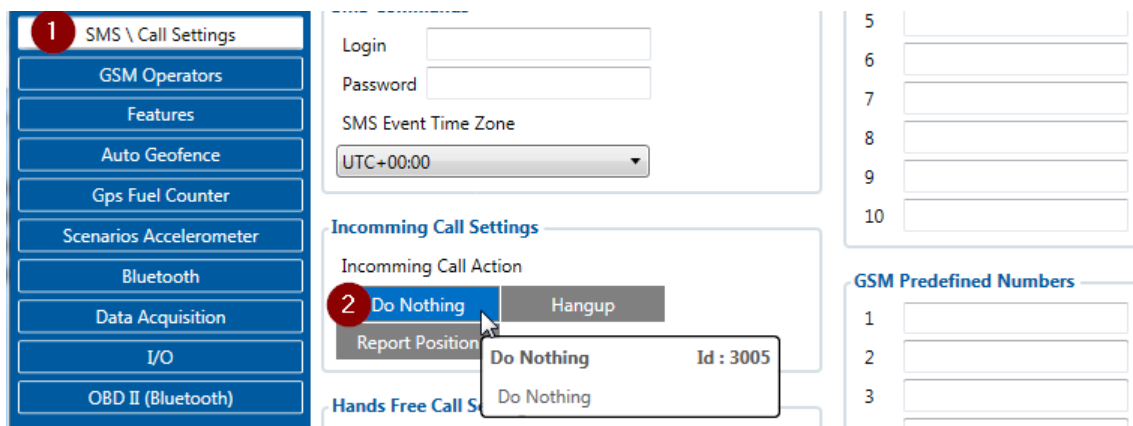 1
SMS \ Call Settings
GSM Operators
Features
Auto Geofence
Gps Fuel Counter
Scenarios Accelerometer
Bluetooth
Data Acquisition
I/O
OBD II (Bluetooth)
Login
Password
SMS Event Time Zone
UTC+00:00
Incomming Call Settings
Incomming Call Action
2
Do Nothing
Hangup
Report Position
Do Nothing Id : 3005
Do Nothing
Hands Free Call
5
6
7
8
9
10
GSM Predefined Numbers
1
2
3